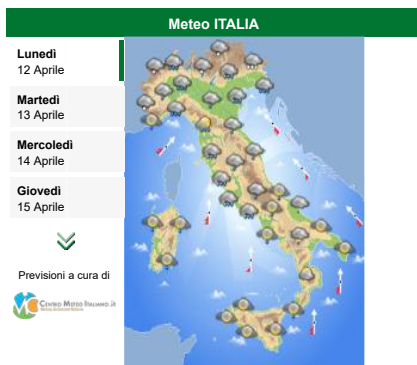 Meteo ITALIA
Lunedì
12 Aprile
Martedì
13 Aprile
Mercoledì
14 Aprile
Giovedì
15 Aprile
Previsioni a cura di
CENTRO METEO ITALIANO.it